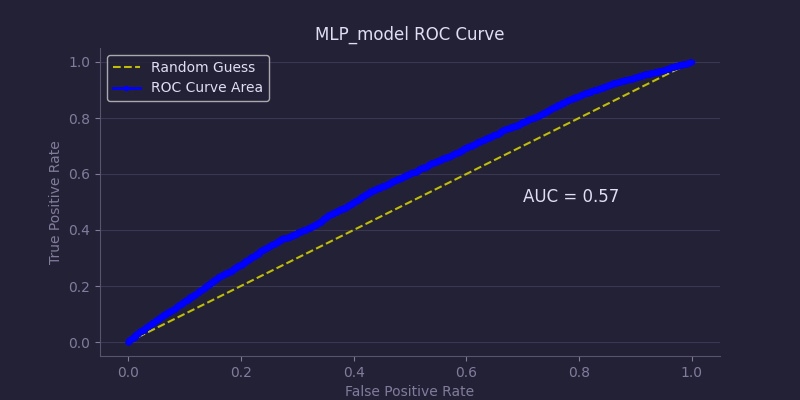 MLP_model ROC Curve
1.0
0.8
0.6
0.4
0.2
0.0
True Positive Rate
Random Guess
ROC Curve Area
AUC = 0.57
0.0 0.2 0.4 0.6 0.8 1.0
False Positive Rate